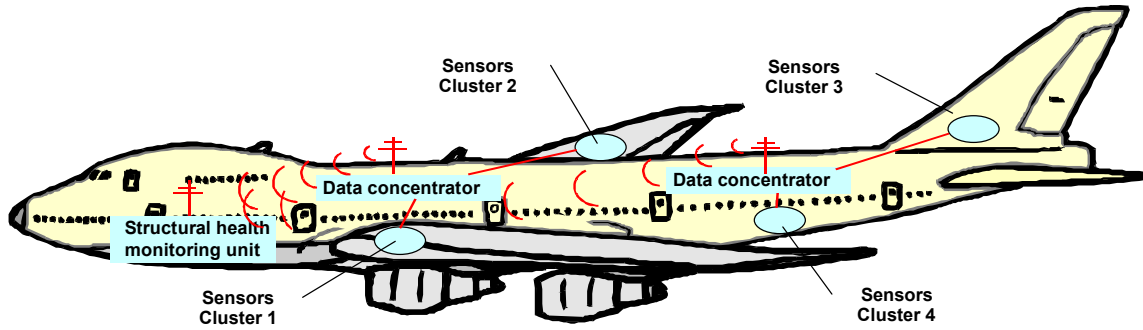 Sensors
Cluster 2
Sensors
Cluster 3
Data concentrator
Data concentrator
Structural health
monitoring unit
Sensors
Cluster 1
Sensors
Cluster 4